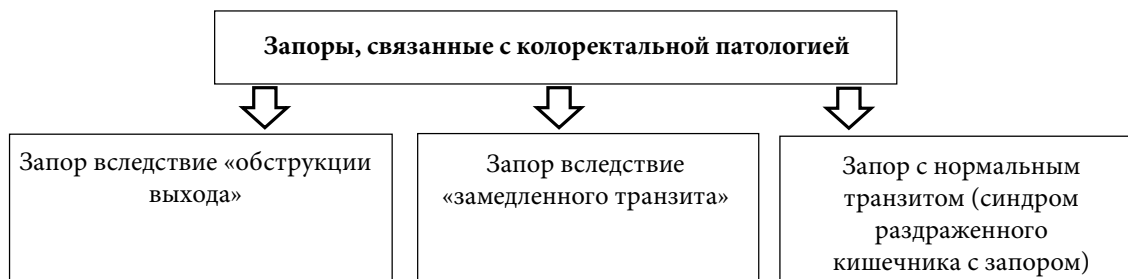 Запоры, связанные с колоректальной патологией
Запор вследствие «обструкции
выхода»
Запор вследствие
«замедленного транзита»
Запор с нормальным
транзитом (синдром
раздраженного
кишечника с запором)